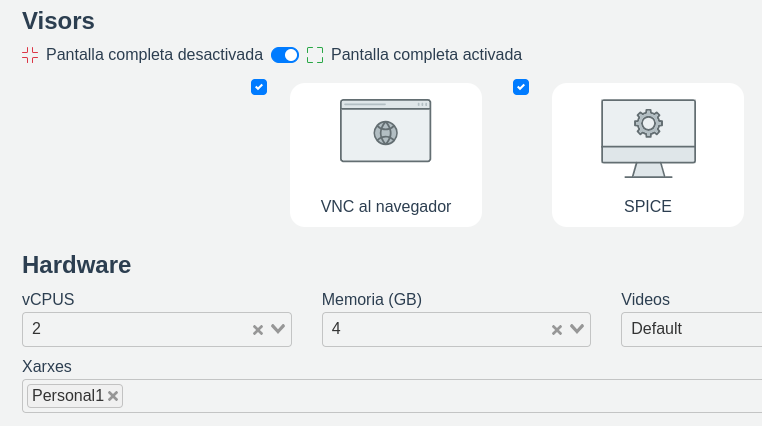 Visors
Pantalla completa desactivada Pantalla completa activada
VNC al navegador SPICE
Hardware
vCPUS Memoria (GB) Videos
2 4 Default
Xarxes
Personal1